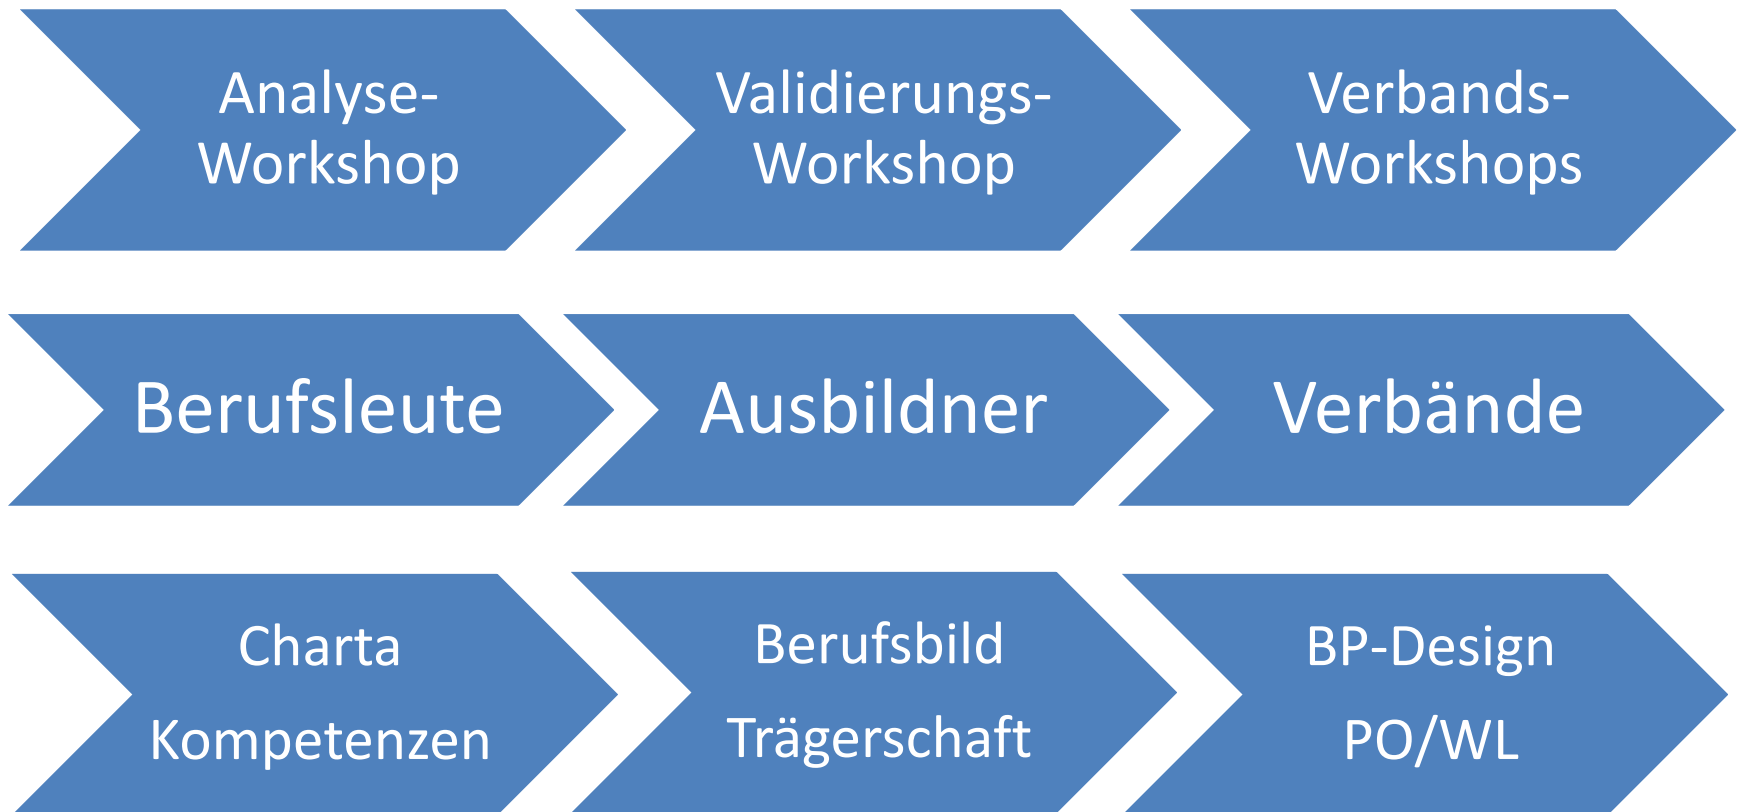 Analyse-
Workshop
Validierungs-
Workshop
Verbands-
Workshops
Berufsleute
Ausbildner
Verbände
Charta
Kompetenzen
Berufsbild
Trägerschaft
BP-Design
PO/WL